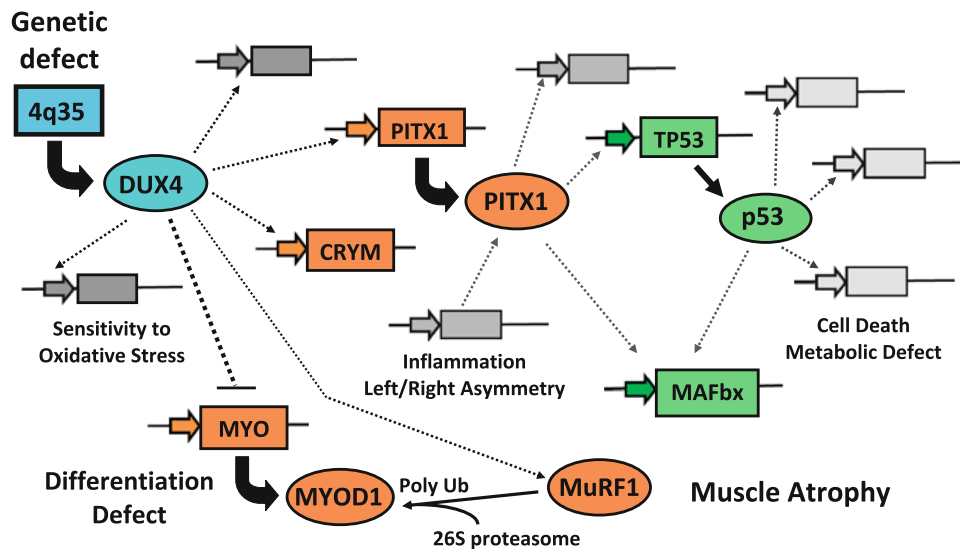 Genetic
defect
4q35
DUX4
PITX1
CRYM
PITX1
TP53
p53
Sensitivity to
Oxidative Stress
Inflammation
Left/Right Asymmetry
Cell Death
Metabolic Defect
MAFbx
MYO
Differentiation
Defect
MYOD1
Poly Ub
26S proteasome
MuRF1
Muscle Atrophy